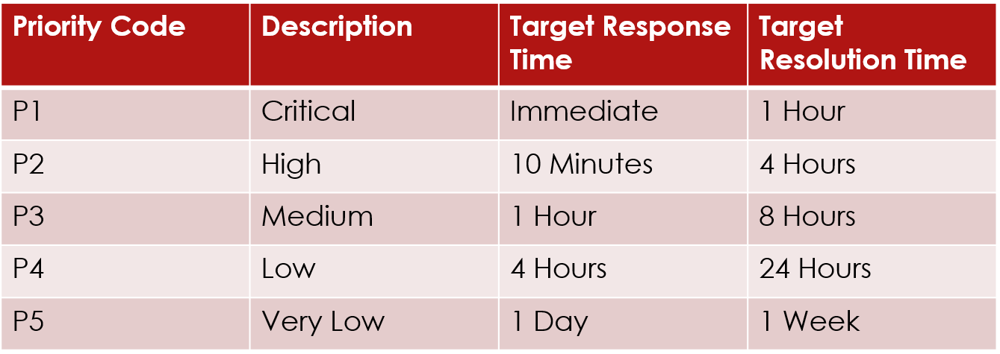 Priority Code Description Target Response Time Target Resolution Time
P1 Critical Immediate 1 Hour
P2 High 10 Minutes 4 Hours
P3 Medium 1 Hour 8 Hours
P4 Low 4 Hours 24 Hours
P5 Very Low 1 Day 1 Week